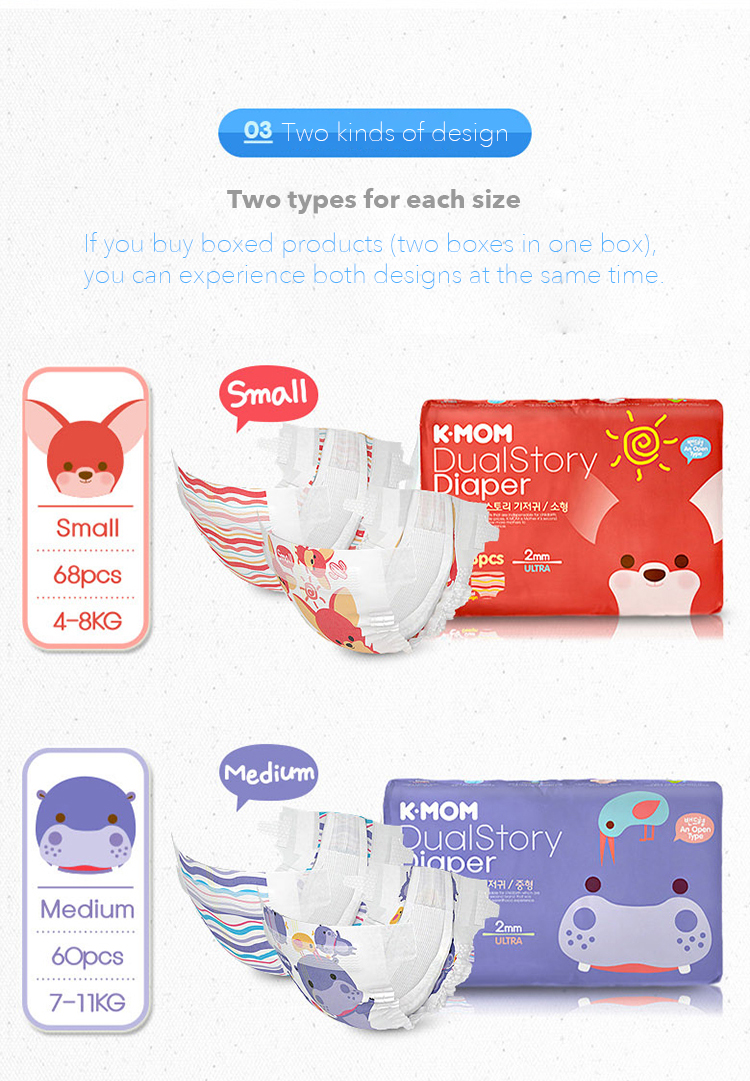 03 Two kinds of design
Two types for each size
If you buy boxed products (two boxes in one box),
you can experience both designs at the same time.
Small
68pcs
4-8KG
Small
K·MOM
DualStory
Diaper
An Open
Type
스토리 기저귀 / 소형
pcs
2mm
ULTRA
Small
Medium
60pcs
7-11KG
Medium
K·MOM
DualStory
Diaper
An Open
Type
기저귀 / 중형
2mm
ULTRA